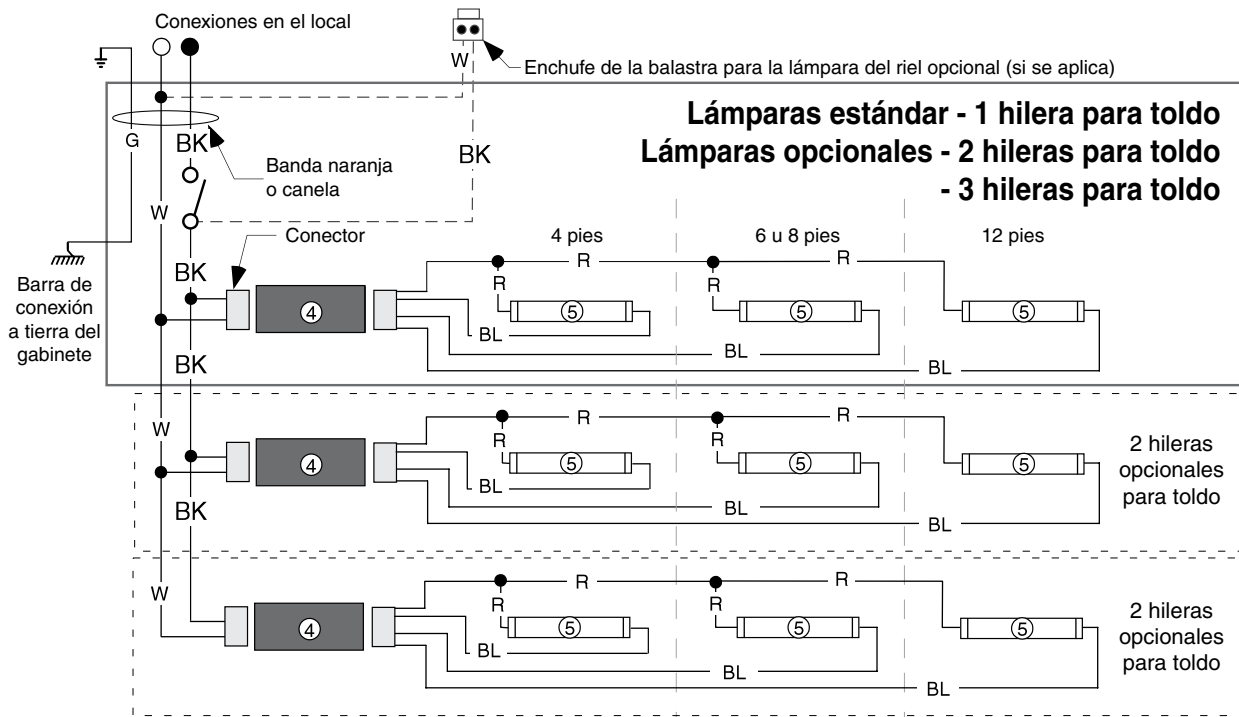 Conexiones en el local
W
Enchufe de la balastra para la lámpara del riel opcional (si se aplica)
Lámparas estándar - 1 hilera para toldo
Lámparas opcionales - 2 hileras para toldo
- 3 hileras para toldo
G
BK
BK
Banda naranja
o canela
W
Conector
4 pies
6 u 8 pies
12 pies
Barra de
conexión
a tierra del
gabinete
BK
R
R
R
R
4
5
5
5
BL
BL
BL
BK
W
R
R
R
R
4
5
5
5
BL
BL
BL
2 hileras
opcionales
para toldo
BK
W
R
R
R
R
4
5
5
5
BL
BL
BL
2 hileras
opcionales
para toldo